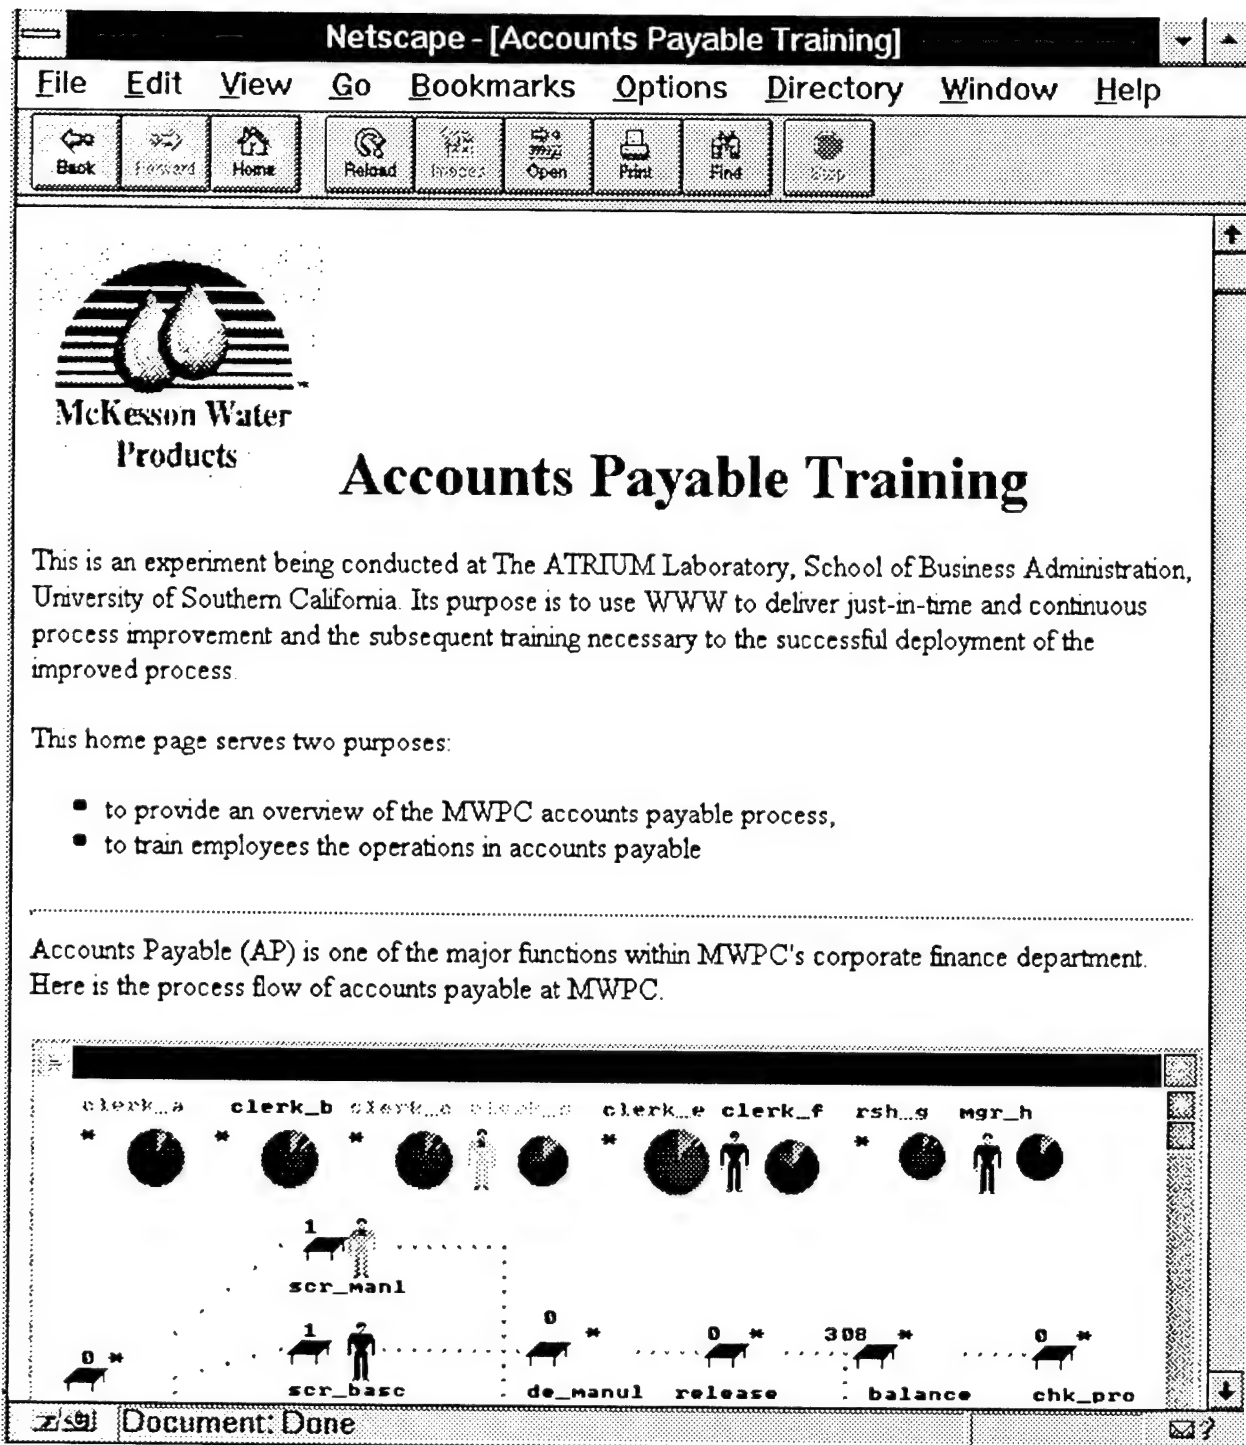 Netscape - [Accounts Payable Training]
File Edit View Go Bookmarks Options Directory Window Help
Back Forward Home Reload Images Open Print Find Stop
McKesson Water
Products
Accounts Payable Training
This is an experiment being conducted at The ATRIUM Laboratory, School of Business Administration,
University of Southern California. Its purpose is to use WWW to deliver just-in-time and continuous
process improvement and the subsequent training necessary to the successful deployment of the
improved process.
This home page serves two purposes:
to provide an overview of the MWPC accounts payable process,
to train employees the operations in accounts payable
Accounts Payable (AP) is one of the major functions within MWPC's corporate finance department.
Here is the process flow of accounts payable at MWPC.
clerk_a clerk_b clerk_c clerk_e clerk_f rsh_g mgr_h
* * * * *
1
scr_manl
1 0 * 0 * 308 * 0 *
0 *
scr_basc de_manul release balance chk_pro
Document: Done